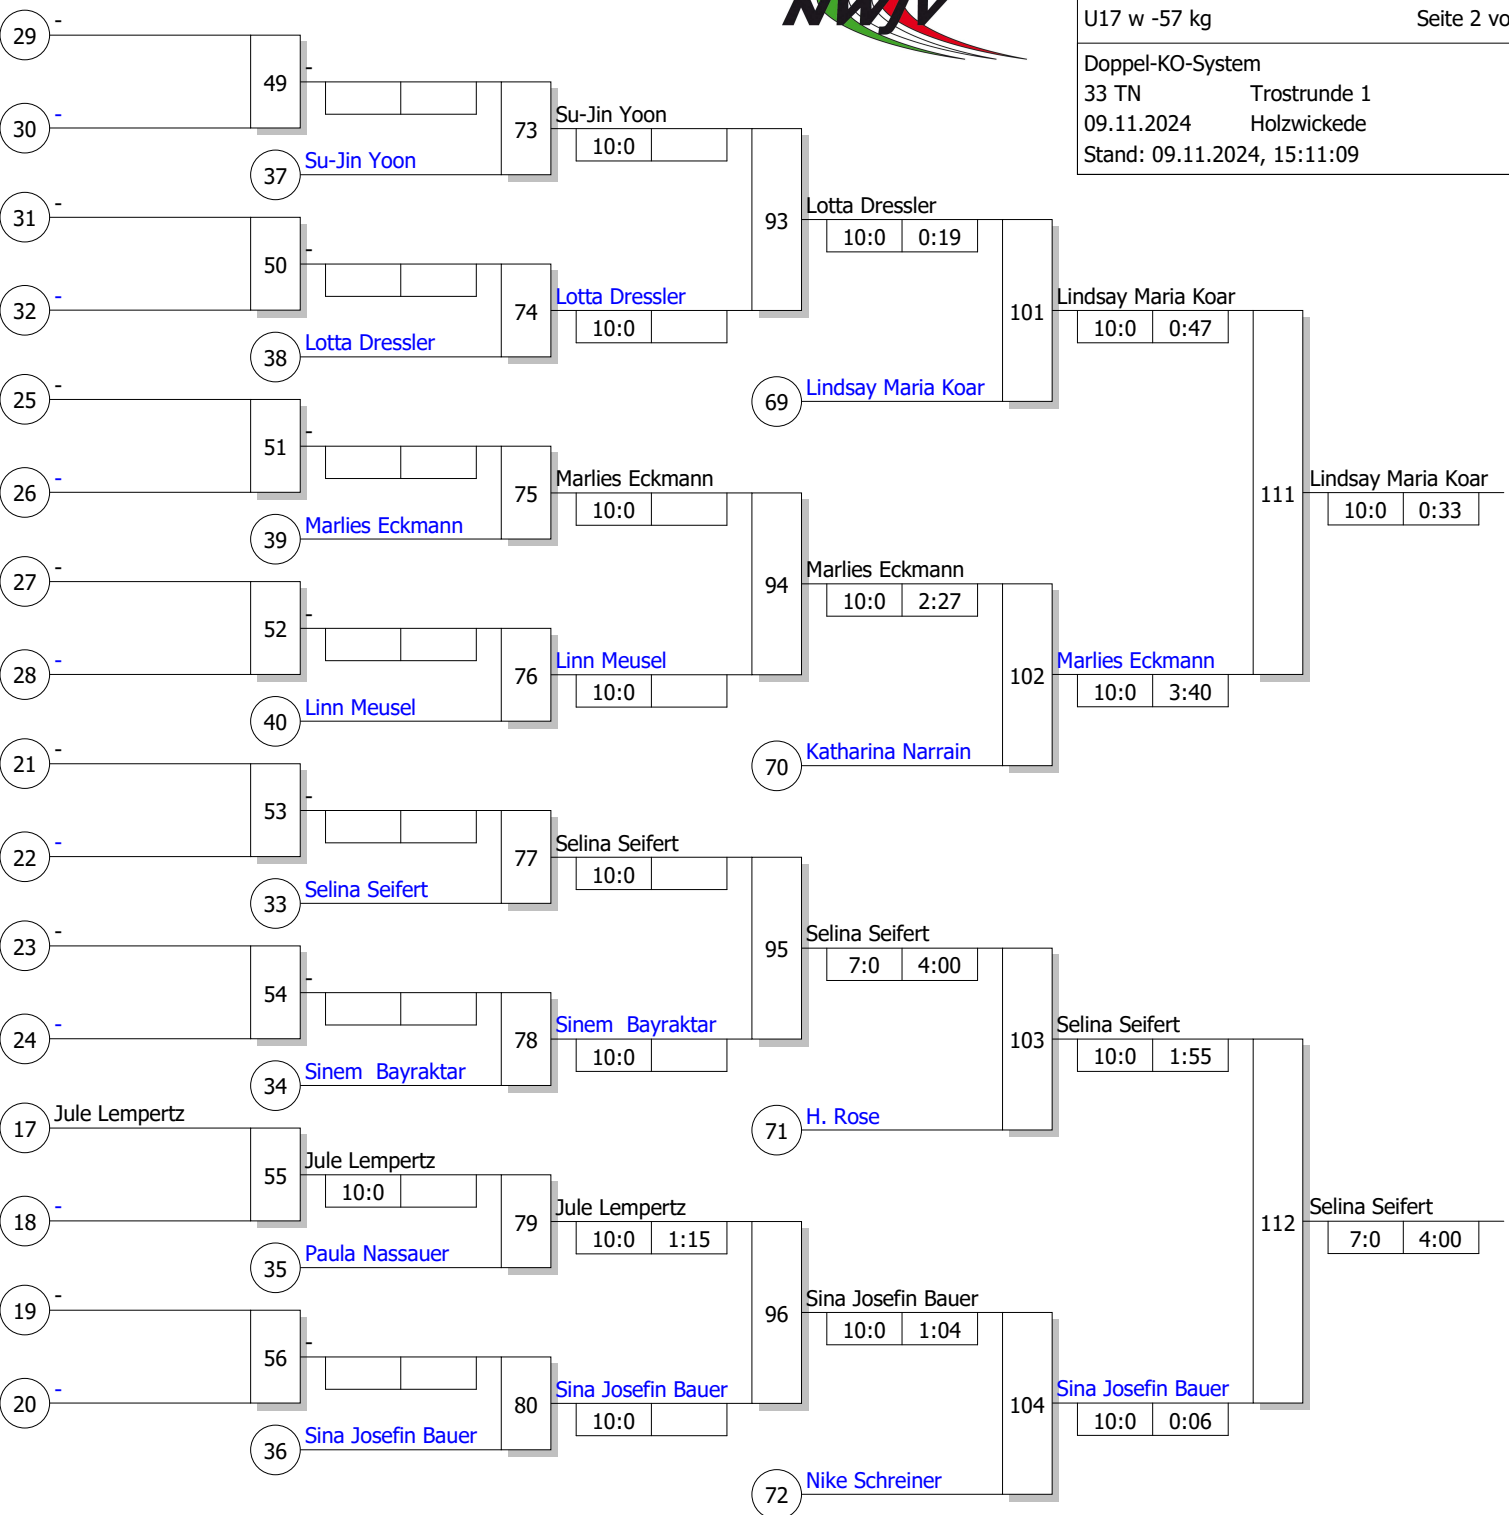 NWJV
U17 w -57 kg Seite 2 vo
Doppel-KO-System
33 TN Trostrunde 1
09.11.2024 Holzwickede
Stand: 09.11.2024, 15:11:09
29 -
49 -
30 -
73 Su-Jin Yoon
10:0
37 Su-Jin Yoon
31 -
93 Lotta Dressler
10:0 0:19
50 -
32 -
74 Lotta Dressler
10:0
38 Lotta Dressler
101 Lindsay Maria Koar
10:0 0:47
25 -
69 Lindsay Maria Koar
51 -
26 -
75 Marlies Eckmann
10:0
39 Marlies Eckmann
111 Lindsay Maria Koar
10:0 0:33
27 -
94 Marlies Eckmann
10:0 2:27
52 -
28 -
76 Linn Meusel
10:0
40 Linn Meusel
102 Marlies Eckmann
10:0 3:40
21 -
70 Katharina Narrain
53 -
22 -
77 Selina Seifert
10:0
33 Selina Seifert
23 -
95 Selina Seifert
7:0 4:00
54 -
24 -
78 Sinem Bayraktar
10:0
34 Sinem Bayraktar
103 Selina Seifert
10:0 1:55
17 Jule Lempertz
71 H. Rose
55 Jule Lempertz
10:0
18 -
79 Jule Lempertz
10:0 1:15
35 Paula Nassauer
112 Selina Seifert
7:0 4:00
19 -
96 Sina Josefin Bauer
10:0 1:04
56 -
20 -
80 Sina Josefin Bauer
10:0
36 Sina Josefin Bauer
104 Sina Josefin Bauer
10:0 0:06
72 Nike Schreiner